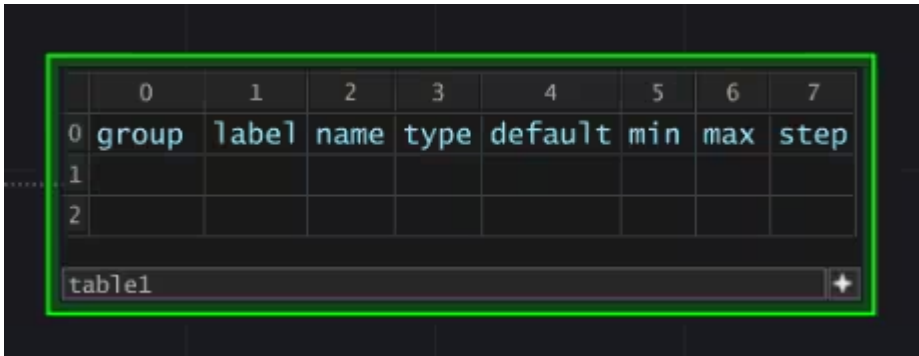 0 1 2 3 4 5 6 7
0 group label name type default min max step
1
2
table1